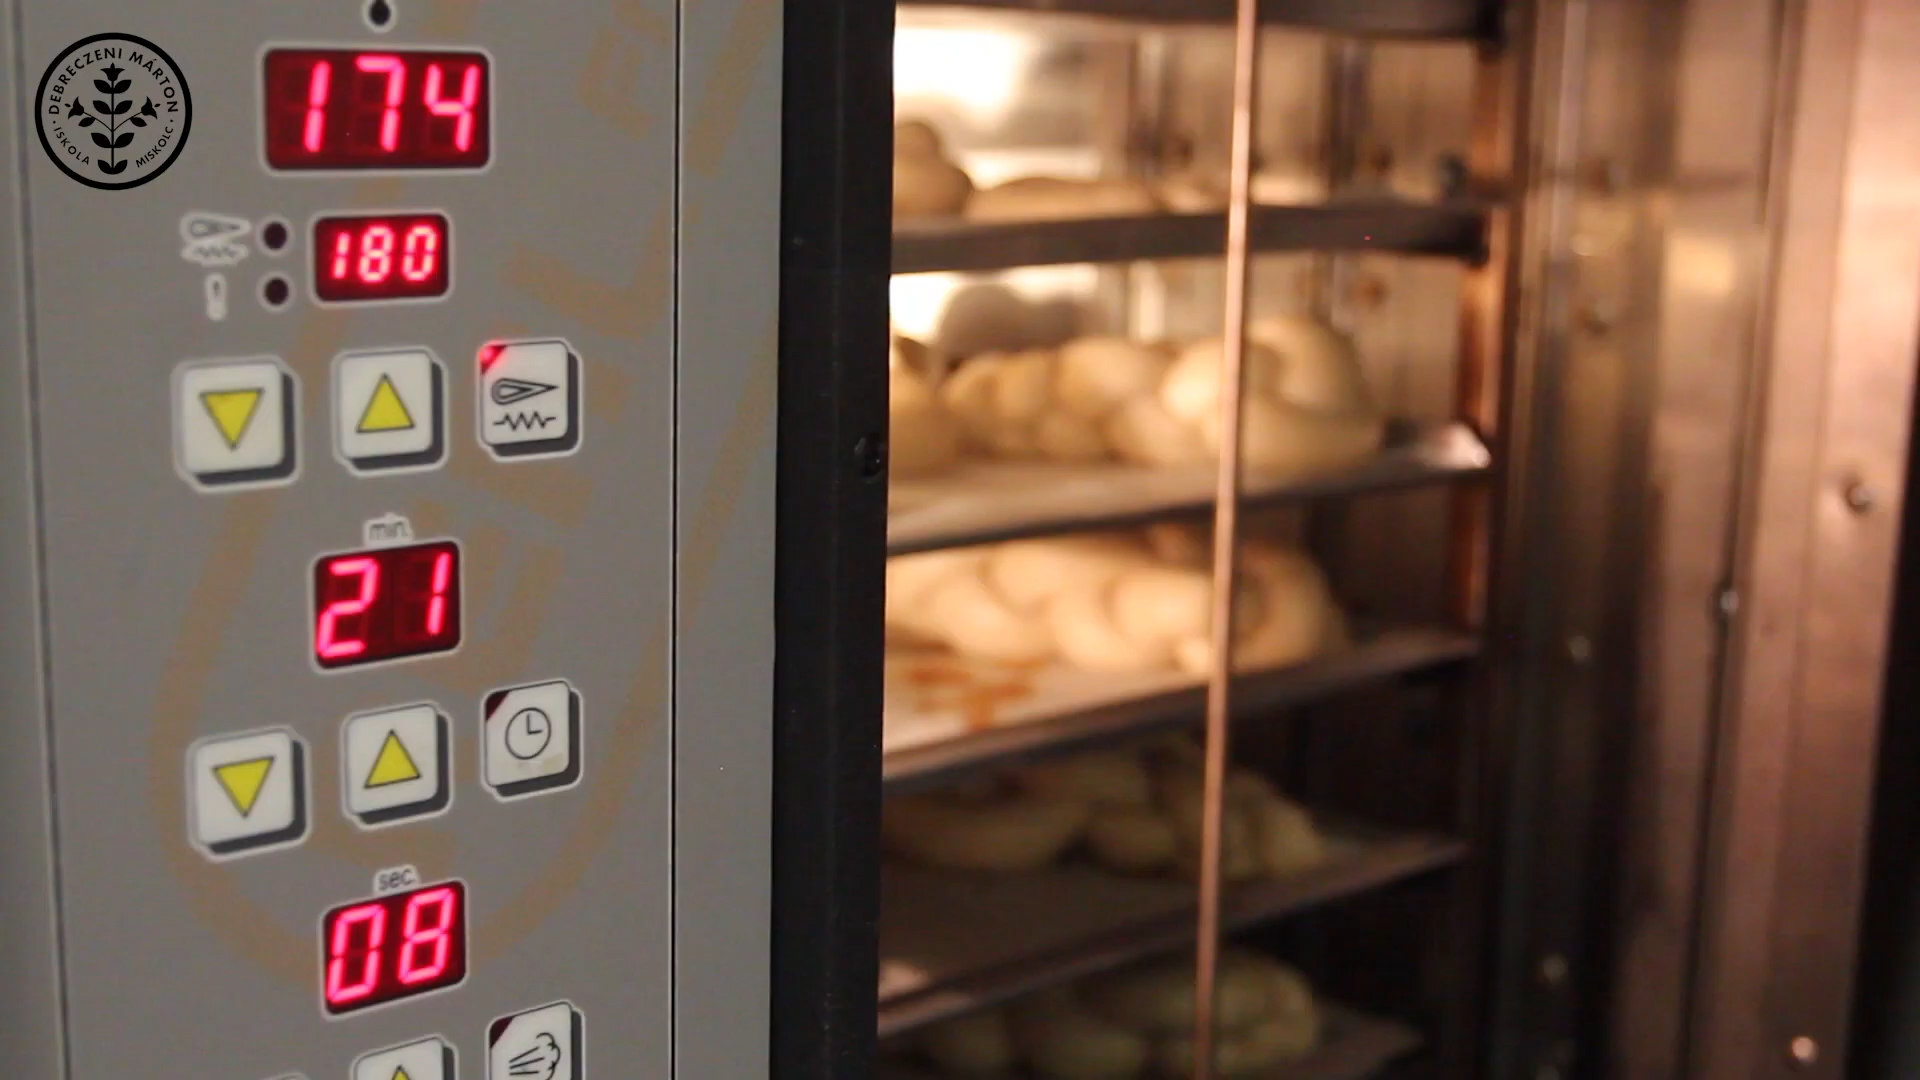 DEBRECZENI MÁRTON
ISKOLA MISKOLC
174
180
min.
21
sec.
08